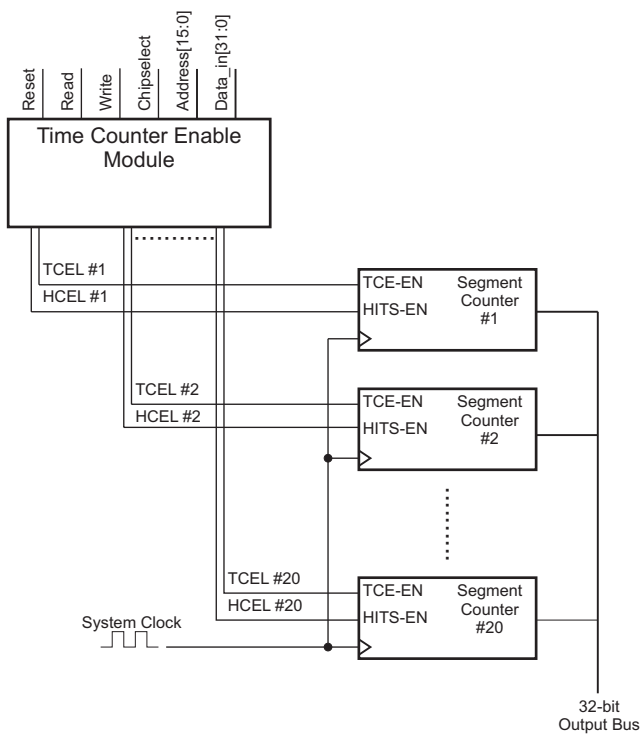 Reset
Read
Write
Chipselect
Address[15:0]
Data_in[31:0]
Time Counter Enable
Module
TCEL #1
HCEL #1
TCE-EN
HITS-EN
Segment
Counter
#1
TCEL #2
HCEL #2
TCE-EN
HITS-EN
Segment
Counter
#2
TCEL #20
HCEL #20
TCE-EN
HITS-EN
Segment
Counter
#20
System Clock
32-bit
Output Bus